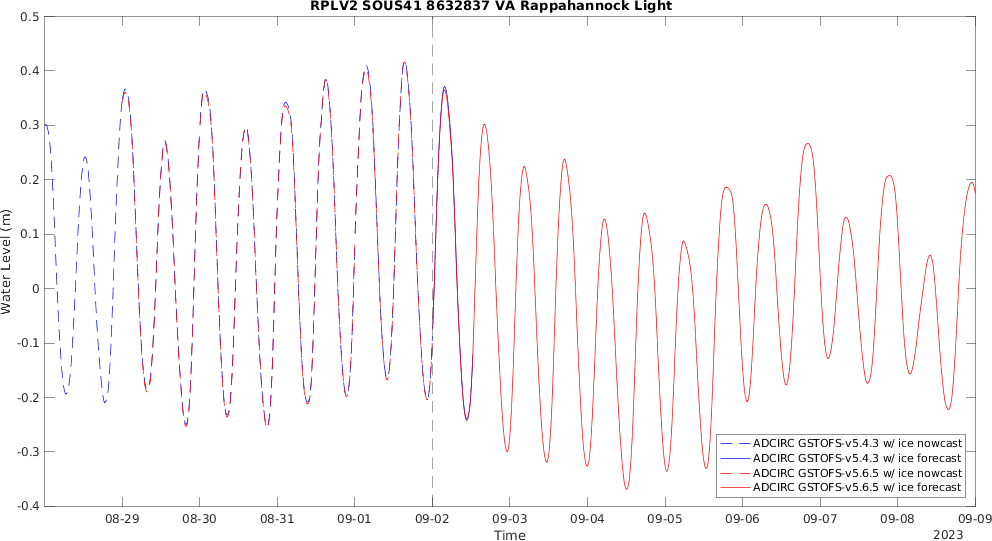 RPLV2 SOUS41 8632837 VA Rappahannock Light
0.5
0.4
0.3
0.2
0.1
0
-0.1
-0.2
-0.3
-0.4
Water Level (m)
ADCIRC GSTOFS-v5.4.3 w/ ice nowcast
ADCIRC GSTOFS-v5.4.3 w/ ice forecast
ADCIRC GSTOFS-v5.6.5 w/ ice nowcast
ADCIRC GSTOFS-v5.6.5 w/ ice forecast
08-29 08-30 08-31 09-01 09-02 09-03 09-04 09-05 09-06 09-07 09-08 09-09
Time
2023